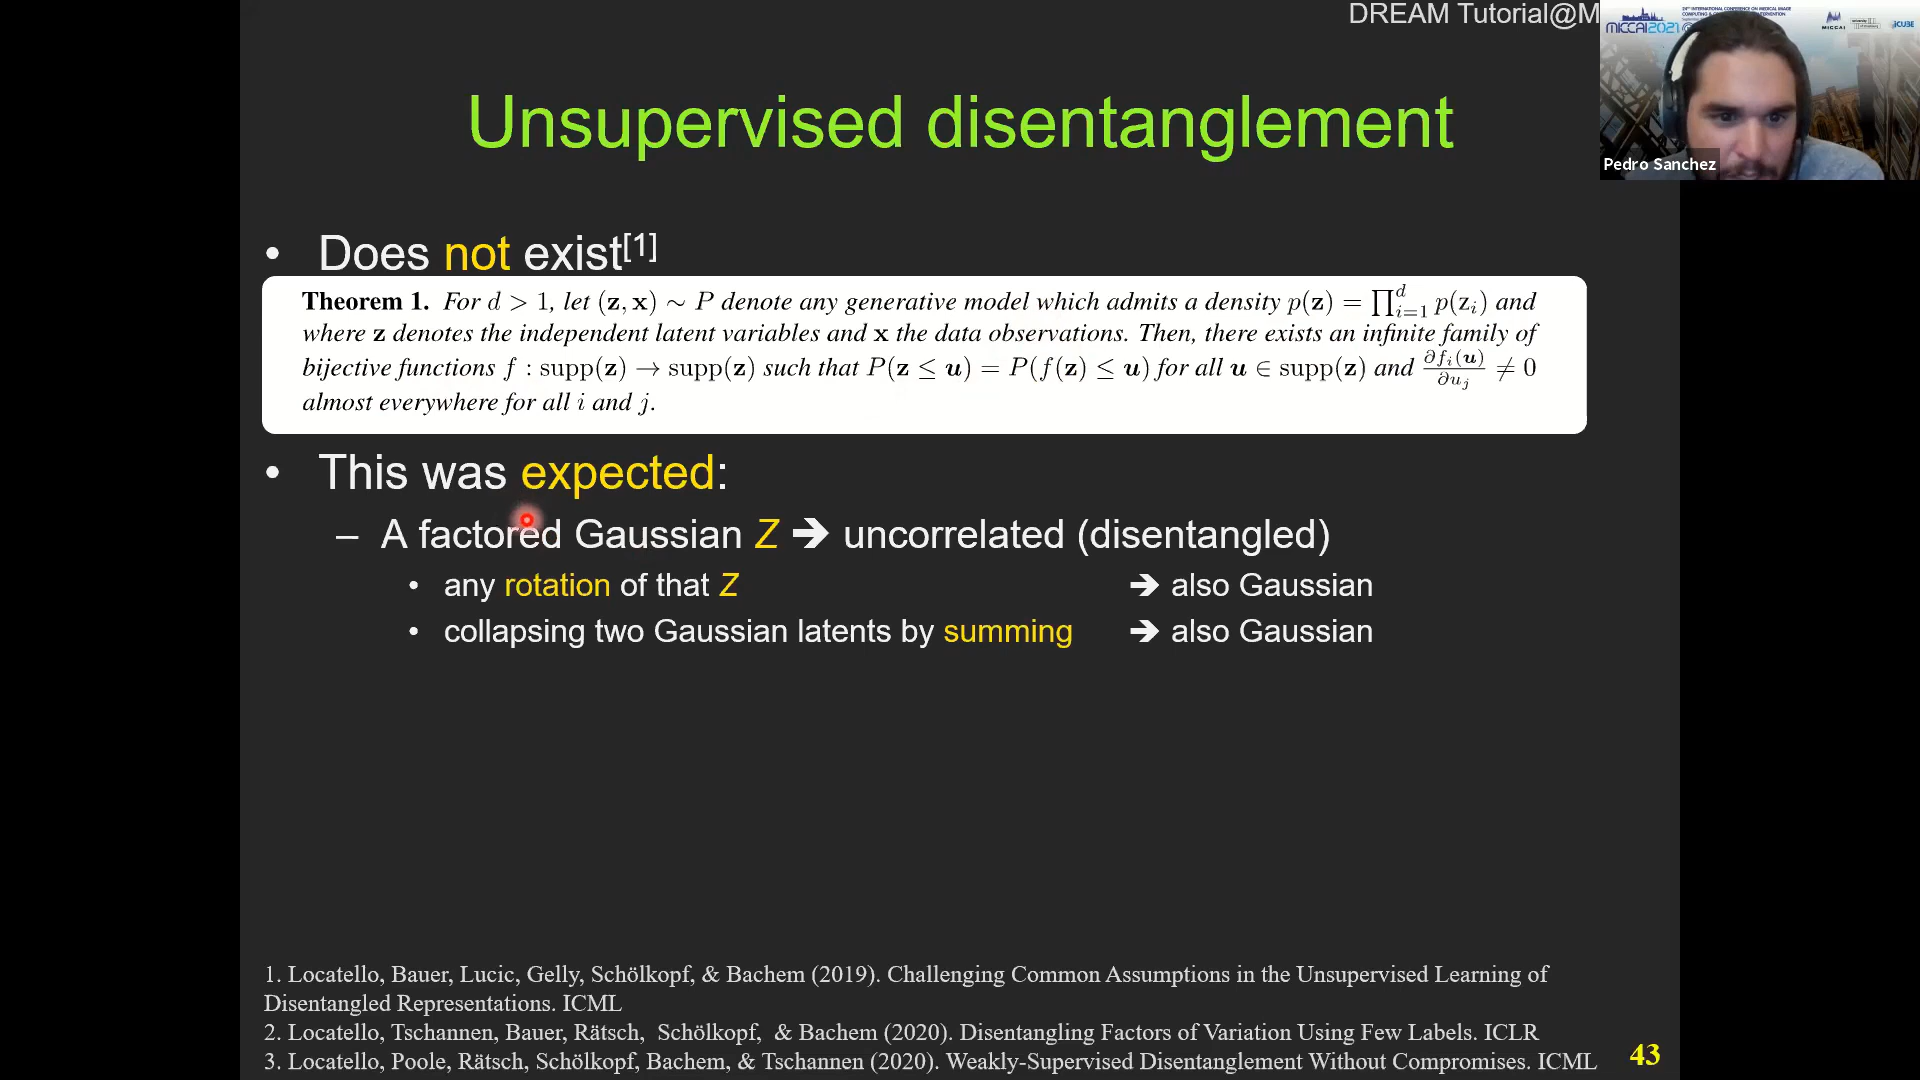 DREAM Tutorial@M
MICCAI2021
MICCAI
iCUBE
Pedro Sanchez
Unsupervised disentanglement
• Does not exist[1]
Theorem 1. For d > 1, let (z, x) ∼ P denote any generative model which admits a density p(z) = ∏_{i=1}^{d} p(z_i) and
where z denotes the independent latent variables and x the data observations. Then, there exists an infinite family of
bijective functions f : supp(z) → supp(z) such that P(z ≤ u) = P(f(z) ≤ u) for all u ∈ supp(z) and ∂f_i(u)/∂u_j ≠ 0
almost everywhere for all i and j.
• This was expected:
– A factored Gaussian Z ➔ uncorrelated (disentangled)
• any rotation of that Z ➔ also Gaussian
• collapsing two Gaussian latents by summing ➔ also Gaussian
1. Locatello, Bauer, Lucic, Gelly, Schölkopf, & Bachem (2019). Challenging Common Assumptions in the Unsupervised Learning of
Disentangled Representations. ICML
2. Locatello, Tschannen, Bauer, Rätsch, Schölkopf, & Bachem (2020). Disentangling Factors of Variation Using Few Labels. ICLR
3. Locatello, Poole, Rätsch, Schölkopf, Bachem, & Tschannen (2020). Weakly-Supervised Disentanglement Without Compromises. ICML
43